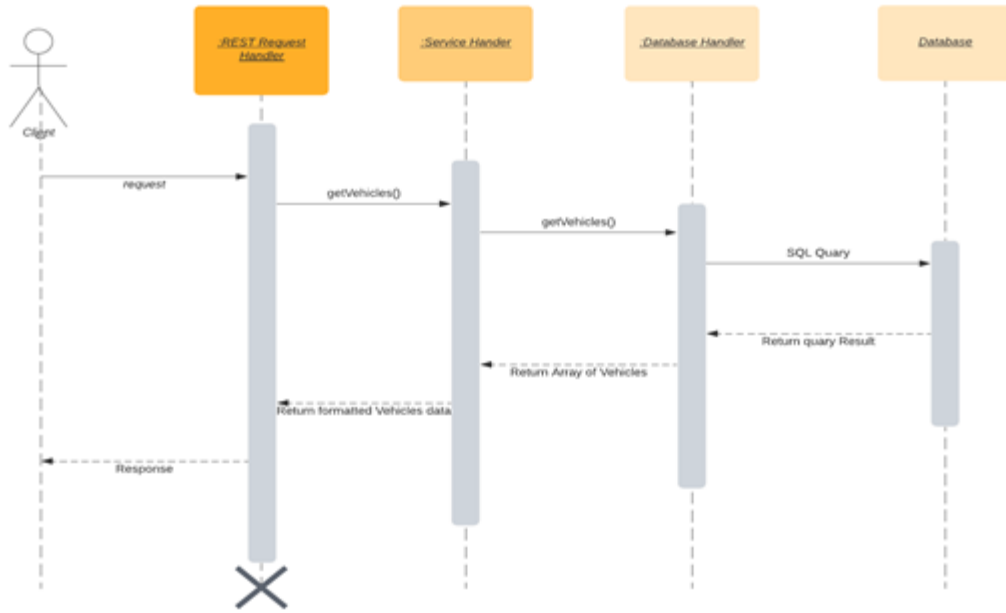 :REST Request
Handler
:Service Hander
:Database Handler
Database
Client
request
getVehicles()
getVehicles()
SQL Quary
Return quary Result
Return Array of Vehicles
Return formatted Vehicles data
Response